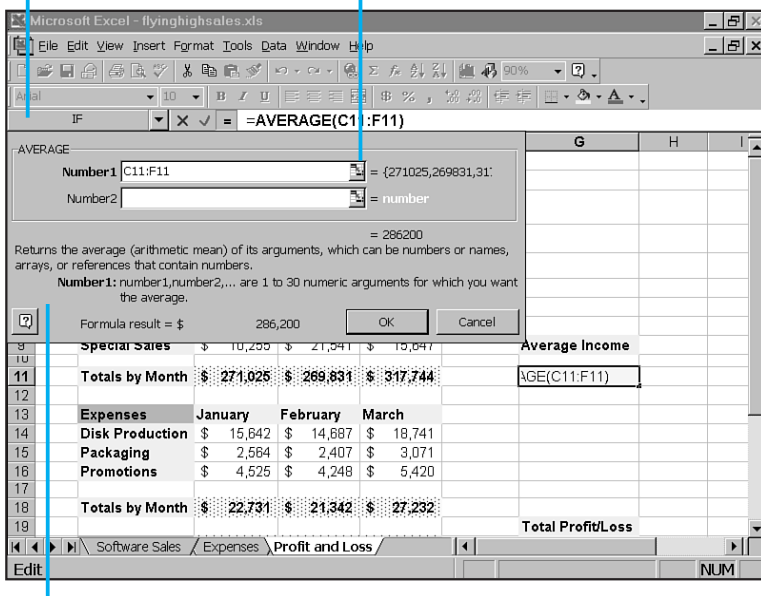 Microsoft Excel - flyinghighsales.xls
File Edit View Insert Format Tools Data Window Help
Arial 10 B I U $ % , 90%
IF = =AVERAGE(C11:F11)
G H I
AVERAGE
Number1 C11:F11 = {271025,269831,31
Number2 = number
= 286200
Returns the average (arithmetic mean) of its arguments, which can be numbers or names,
arrays, or references that contain numbers.
Number1: number1,number2,... are 1 to 30 numeric arguments for which you want
the average.
Formula result = $ 286,200 OK Cancel
9 Special Sales $ 10,255 $ 21,541 $ 15,647 Average Income
10
11 Totals by Month $ 271,025 $ 269,831 $ 317,744 AGE(C11:F11)
12
13 Expenses January February March
14 Disk Production $ 15,642 $ 14,687 $ 18,741
15 Packaging $ 2,564 $ 2,407 $ 3,071
16 Promotions $ 4,525 $ 4,248 $ 5,420
17
18 Totals by Month $ 22,731 $ 21,342 $ 27,232
19 Total Profit/Loss
Software Sales Expenses Profit and Loss
Edit NUM